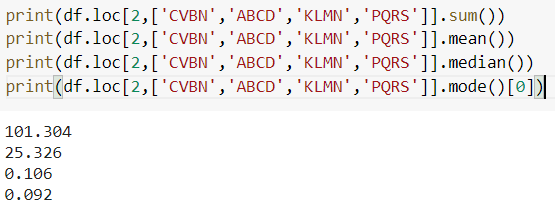 print(df.loc[2,['CVBN','ABCD','KLMN','PQRS']].sum())
print(df.loc[2,['CVBN','ABCD','KLMN','PQRS']].mean())
print(df.loc[2,['CVBN','ABCD','KLMN','PQRS']].median())
print(df.loc[2,['CVBN','ABCD','KLMN','PQRS']].mode()[0])
101.304
25.326
0.106
0.092